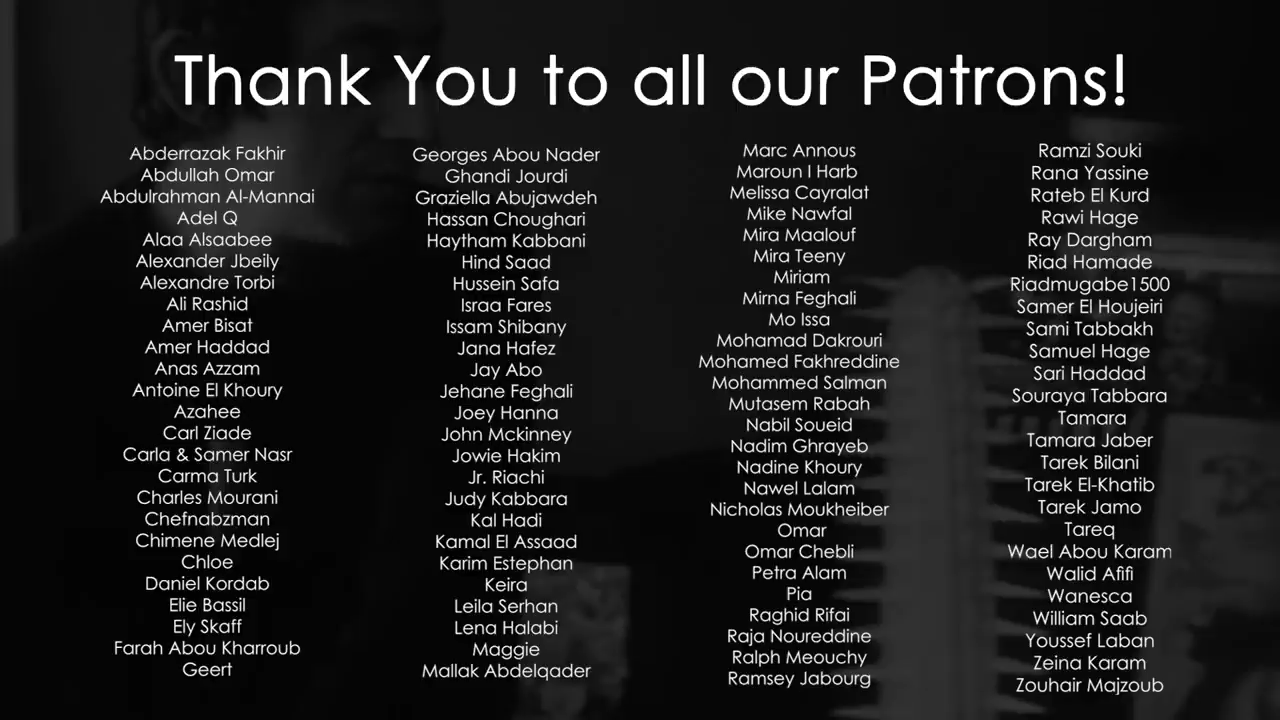 Thank You to all our Patrons!
Abderrazak Fakhir
Abdullah Omar
Abdulrahman Al-Mannai
Adel Q
Alaa Alsaabee
Alexander Jbeily
Alexandre Torbi
Ali Rashid
Amer Bisat
Amer Haddad
Anas Azzam
Antoine El Khoury
Azahee
Carl Ziade
Carla & Samer Nasr
Carma Turk
Charles Mourani
Chefnabzman
Chimene Medlej
Chloe
Daniel Kordab
Elie Bassil
Ely Skaff
Farah Abou Kharroub
Geert
Georges Abou Nader
Ghandi Jourdi
Graziella Abujawdeh
Hassan Choughari
Haytham Kabbani
Hind Saad
Hussein Safa
Israa Fares
Issam Shibany
Jana Hafez
Jay Abo
Jehane Feghali
Joey Hanna
John Mckinney
Jowie Hakim
Jr. Riachi
Judy Kabbara
Kal Hadi
Kamal El Assaad
Karim Estephan
Keira
Leila Serhan
Lena Halabi
Maggie
Mallak Abdelqader
Marc Annous
Maroun I Harb
Melissa Cayralat
Mike Nawfal
Mira Maalouf
Mira Teeny
Miriam
Mirna Feghali
Mo Issa
Mohamad Dakrouri
Mohamed Fakhreddine
Mohammed Salman
Mutasem Rabah
Nabil Soueid
Nadim Ghrayeb
Nadine Khoury
Nawel Lalam
Nicholas Moukheiber
Omar
Omar Chebli
Petra Alam
Pia
Raghid Rifai
Raja Noureddine
Ralph Meouchy
Ramsey Jabourg
Ramzi Souki
Rana Yassine
Rateb El Kurd
Rawi Hage
Ray Dargham
Riad Hamade
Riadmugabe1500
Samer El Houjeiri
Sami Tabbakh
Samuel Hage
Sari Haddad
Souraya Tabbara
Tamara
Tamara Jaber
Tarek Bilani
Tarek El-Khatib
Tarek Jamo
Tareq
Wael Abou Karam
Walid Afifi
Wanesca
William Saab
Youssef Laban
Zeina Karam
Zouhair Majzoub